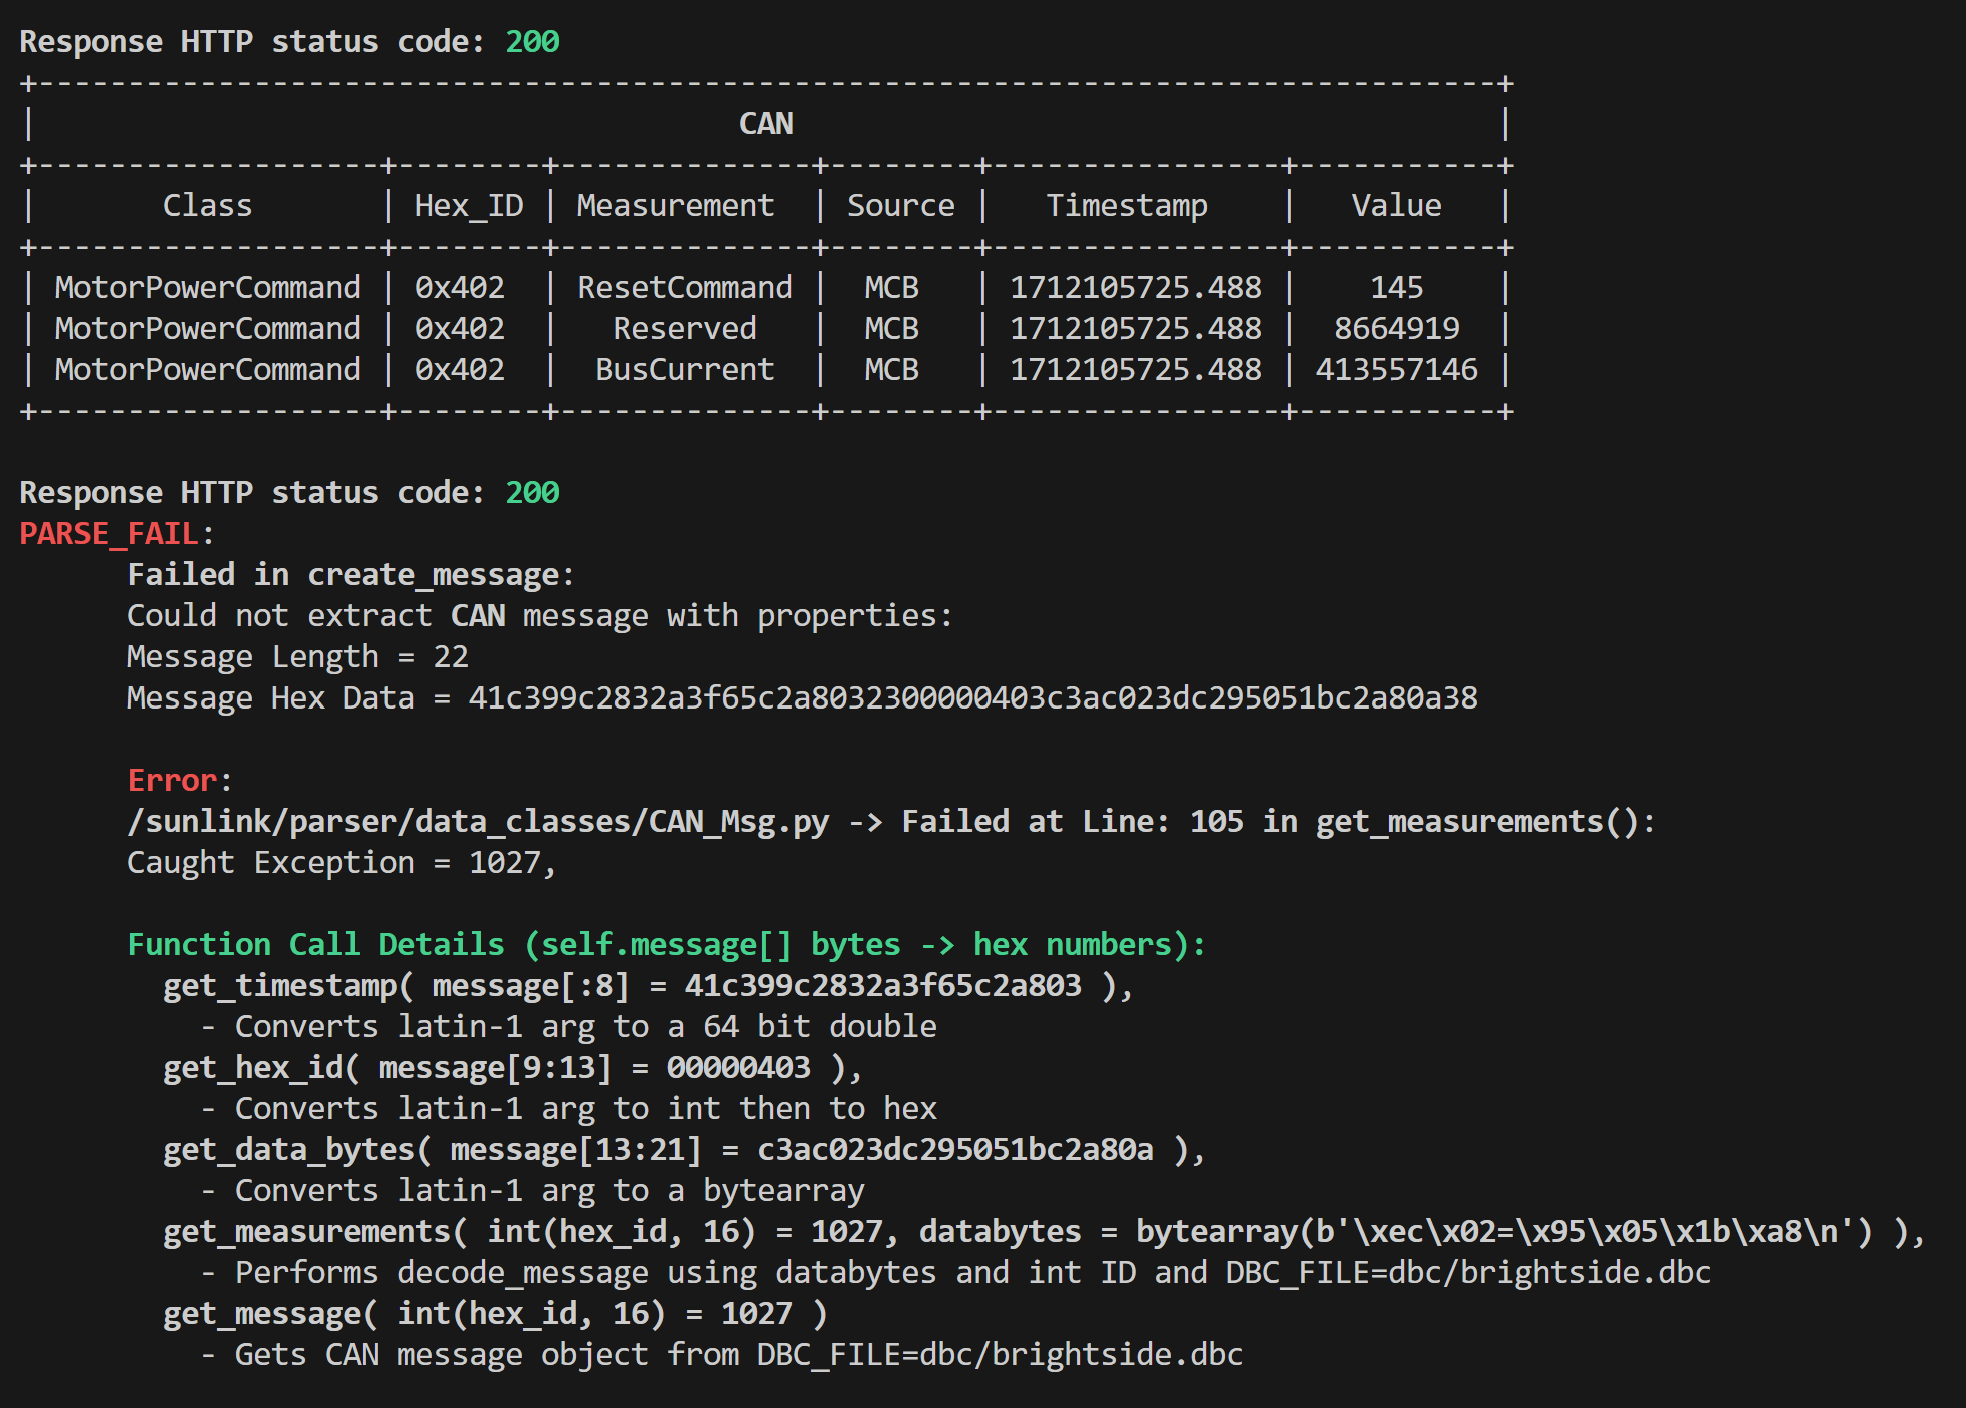 Response HTTP status code: 200
+---------------------------------------------------------------------------------+
| CAN |
+-------------------+--------+--------------+--------+----------------+-----------+
| Class | Hex_ID | Measurement | Source | Timestamp | Value |
+-------------------+--------+--------------+--------+----------------+-----------+
| MotorPowerCommand | 0x402 | ResetCommand | MCB | 1712105725.488 | 145 |
| MotorPowerCommand | 0x402 | Reserved | MCB | 1712105725.488 | 8664919 |
| MotorPowerCommand | 0x402 | BusCurrent | MCB | 1712105725.488 | 413557146 |
+-------------------+--------+--------------+--------+----------------+-----------+
Response HTTP status code: 200
PARSE_FAIL:
Failed in create_message:
Could not extract CAN message with properties:
Message Length = 22
Message Hex Data = 41c399c2832a3f65c2a8032300000403c3ac023dc295051bc2a80a38
Error:
/sunlink/parser/data_classes/CAN_Msg.py -> Failed at Line: 105 in get_measurements():
Caught Exception = 1027,
Function Call Details (self.message[] bytes -> hex numbers):
get_timestamp( message[:8] = 41c399c2832a3f65c2a803 ),
- Converts latin-1 arg to a 64 bit double
get_hex_id( message[9:13] = 00000403 ),
- Converts latin-1 arg to int then to hex
get_data_bytes( message[13:21] = c3ac023dc295051bc2a80a ),
- Converts latin-1 arg to a bytearray
get_measurements( int(hex_id, 16) = 1027, databytes = bytearray(b'\xec\x02=\x95\x05\x1b\xa8\n') ),
- Performs decode_message using databytes and int ID and DBC_FILE=dbc/brightside.dbc
get_message( int(hex_id, 16) = 1027 )
- Gets CAN message object from DBC_FILE=dbc/brightside.dbc